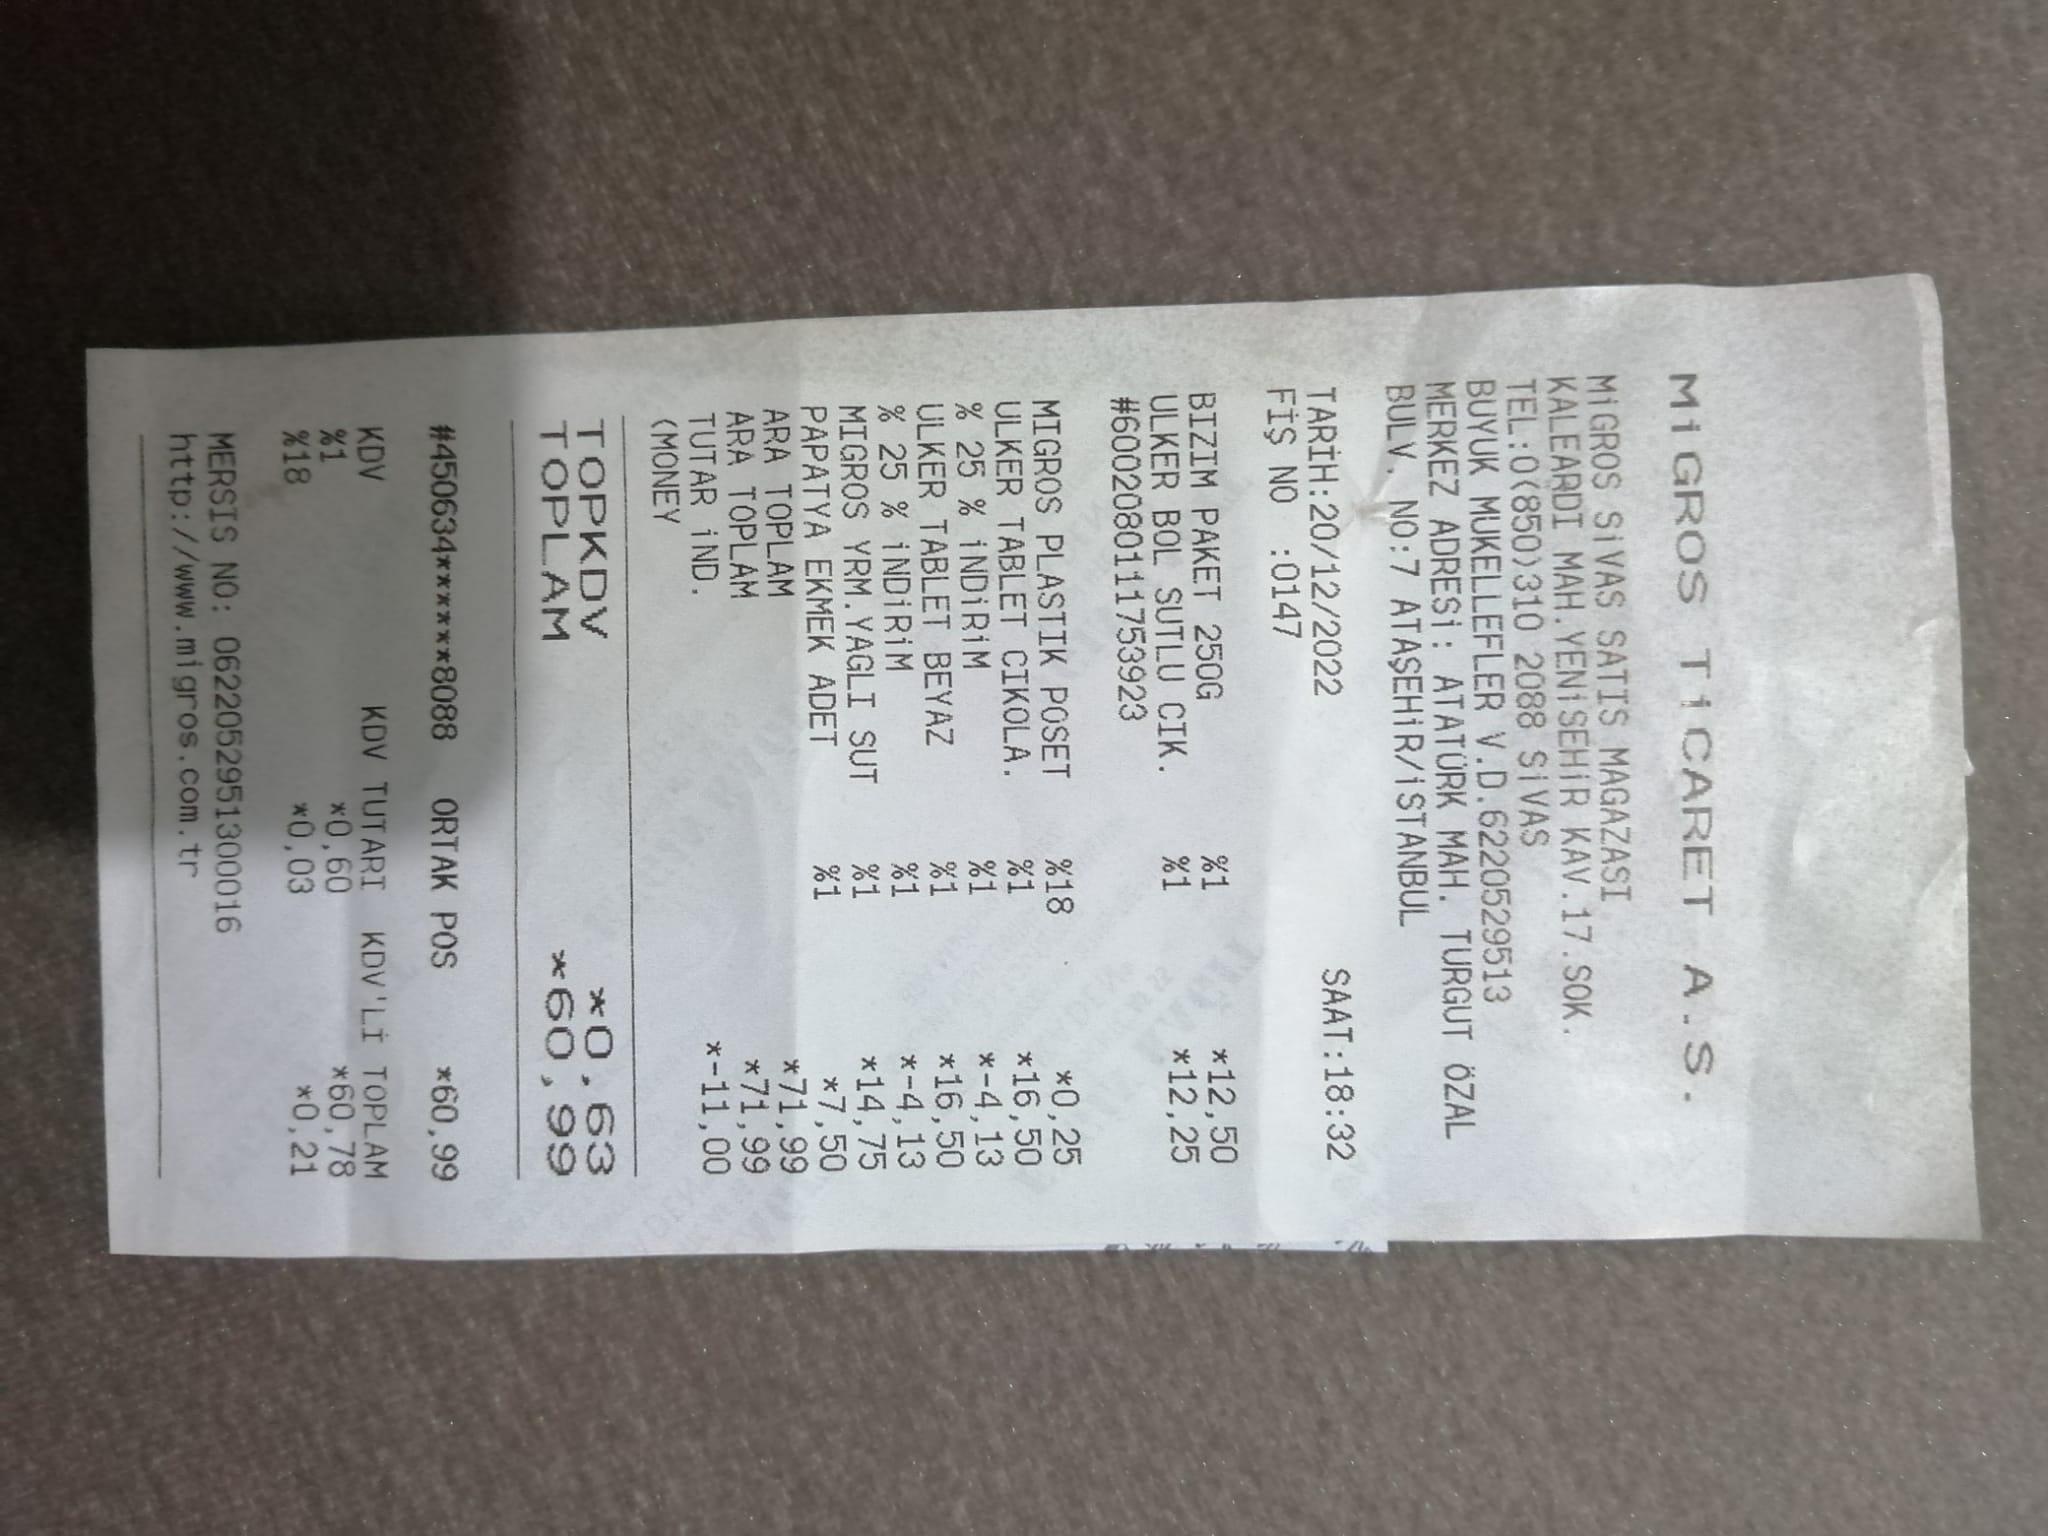 MiGROS TiCARET A.S.
MiGROS SiVAS SATIS MAGAZASI
KALEARDI MAH.YENiSEHiR KAV.17.SOK.
TEL:0(850)310 2088 SiVAS
BUYUK MUKELLEFLER V.D.6220529513
MERKEZ ADRESi: ATATÜRK MAH. TURGUT ÖZAL
BULV. NO:7 ATAŞEHiR/iSTANBUL
TARİH:20/12/2022 SAAT:18:32
FİŞ NO :0147
BIZIM PAKET 250G %1 *12,50
ULKER BOL SUTLU CIK. %1 *12,25
#6002080111753923
MIGROS PLASTIK POSET %18 *0,25
ULKER TABLET CIKOLA. %1 *16,50
% 25 % iNDiRiM %1 *-4,13
ULKER TABLET BEYAZ %1 *16,50
% 25 % iNDiRiM %1 *-4,13
MIGROS YRM.YAGLI SUT %1 *14,75
PAPATYA EKMEK ADET %1 *7,50
ARA TOPLAM *71,99
ARA TOPLAM *71,99
TUTAR iND. *-11,00
(MONEY
TOPKDV *0,63
TOPLAM *60,99
#450634******8088 ORTAK POS *60,99
KDV KDV TUTARI KDV'Lİ TOPLAM
%1 *0,60 *60,78
%18 *0,03 *0,21
MERSIS NO: 0622052951300016
http://www.migros.com.tr